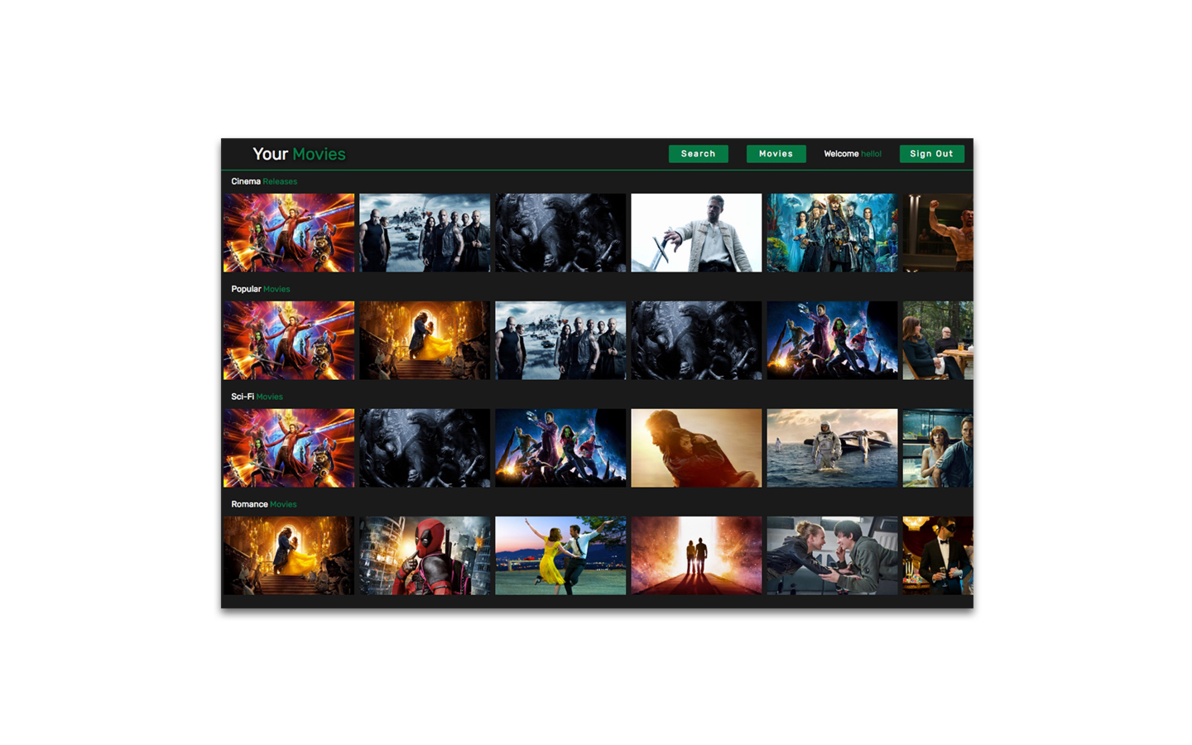 Your Movies
Search
Movies
Welcome hello!
Sign Out
Cinema Releases
Popular Movies
Sci-Fi Movies
Romance Movies